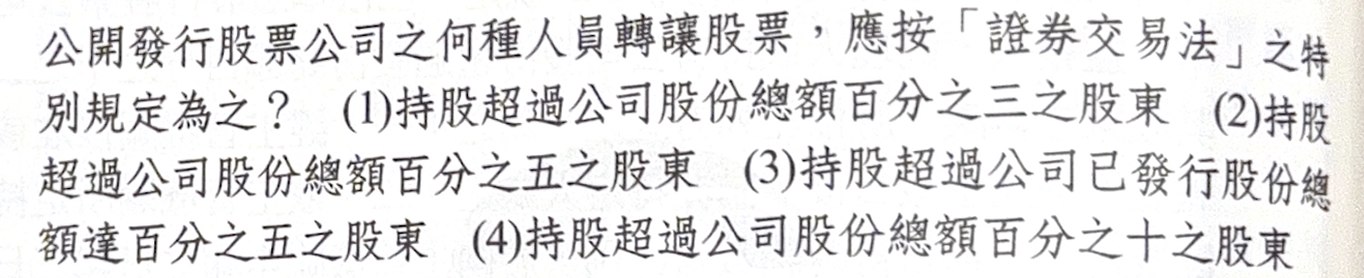 公開發行股票公司之何種人員轉讓股票，應按「證券交易法」之特
別規定為之？ (1)持股超過公司股份總額百分之三之股東 (2)持股
超過公司股份總額百分之五之股東 (3)持股超過公司已發行股份總
額達百分之五之股東 (4)持股超過公司股份總額百分之十之股東